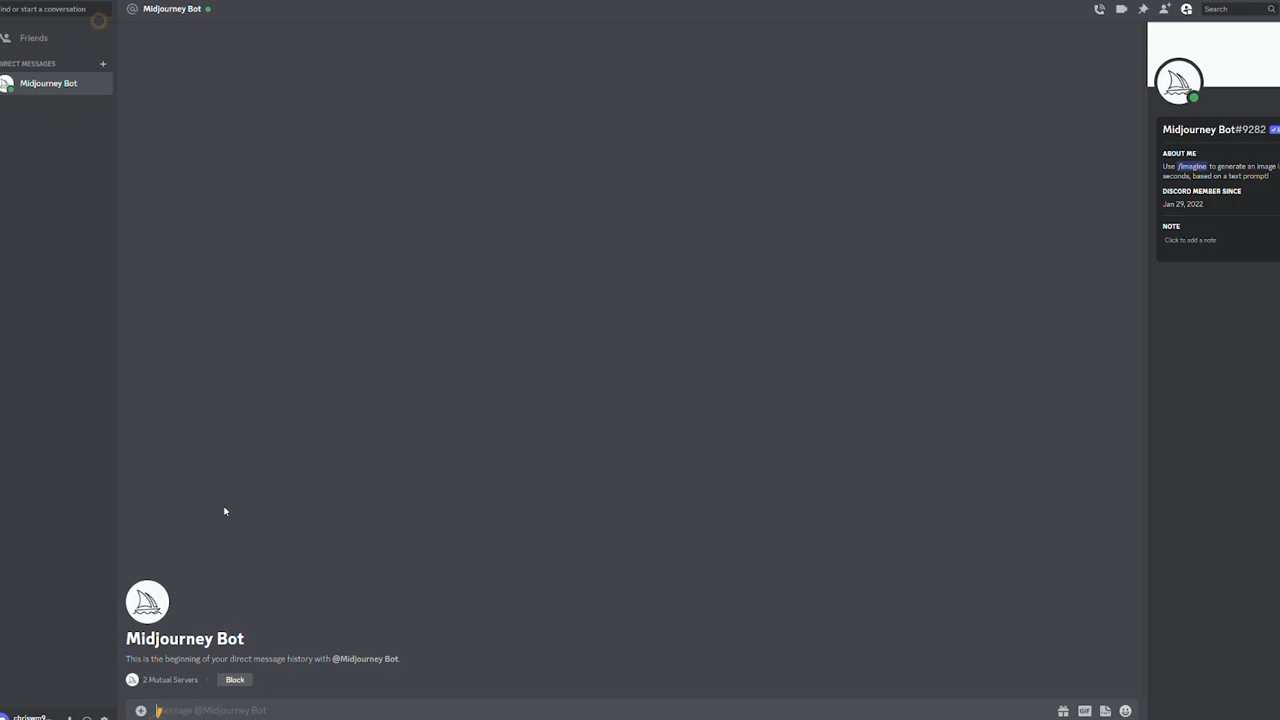 ind or start a conversation
Midjourney Bot
Search
Friends
DIRECT MESSAGES
Midjourney Bot
Midjourney Bot#9282
ABOUT ME
Use /imagine to generate an image i
seconds, based on a text prompt!
DISCORD MEMBER SINCE
Jan 29, 2022
NOTE
Click to add a note
Midjourney Bot
This is the beginning of your direct message history with @Midjourney Bot.
2 Mutual Servers
Block
essage @Midjourney Bot
GIF